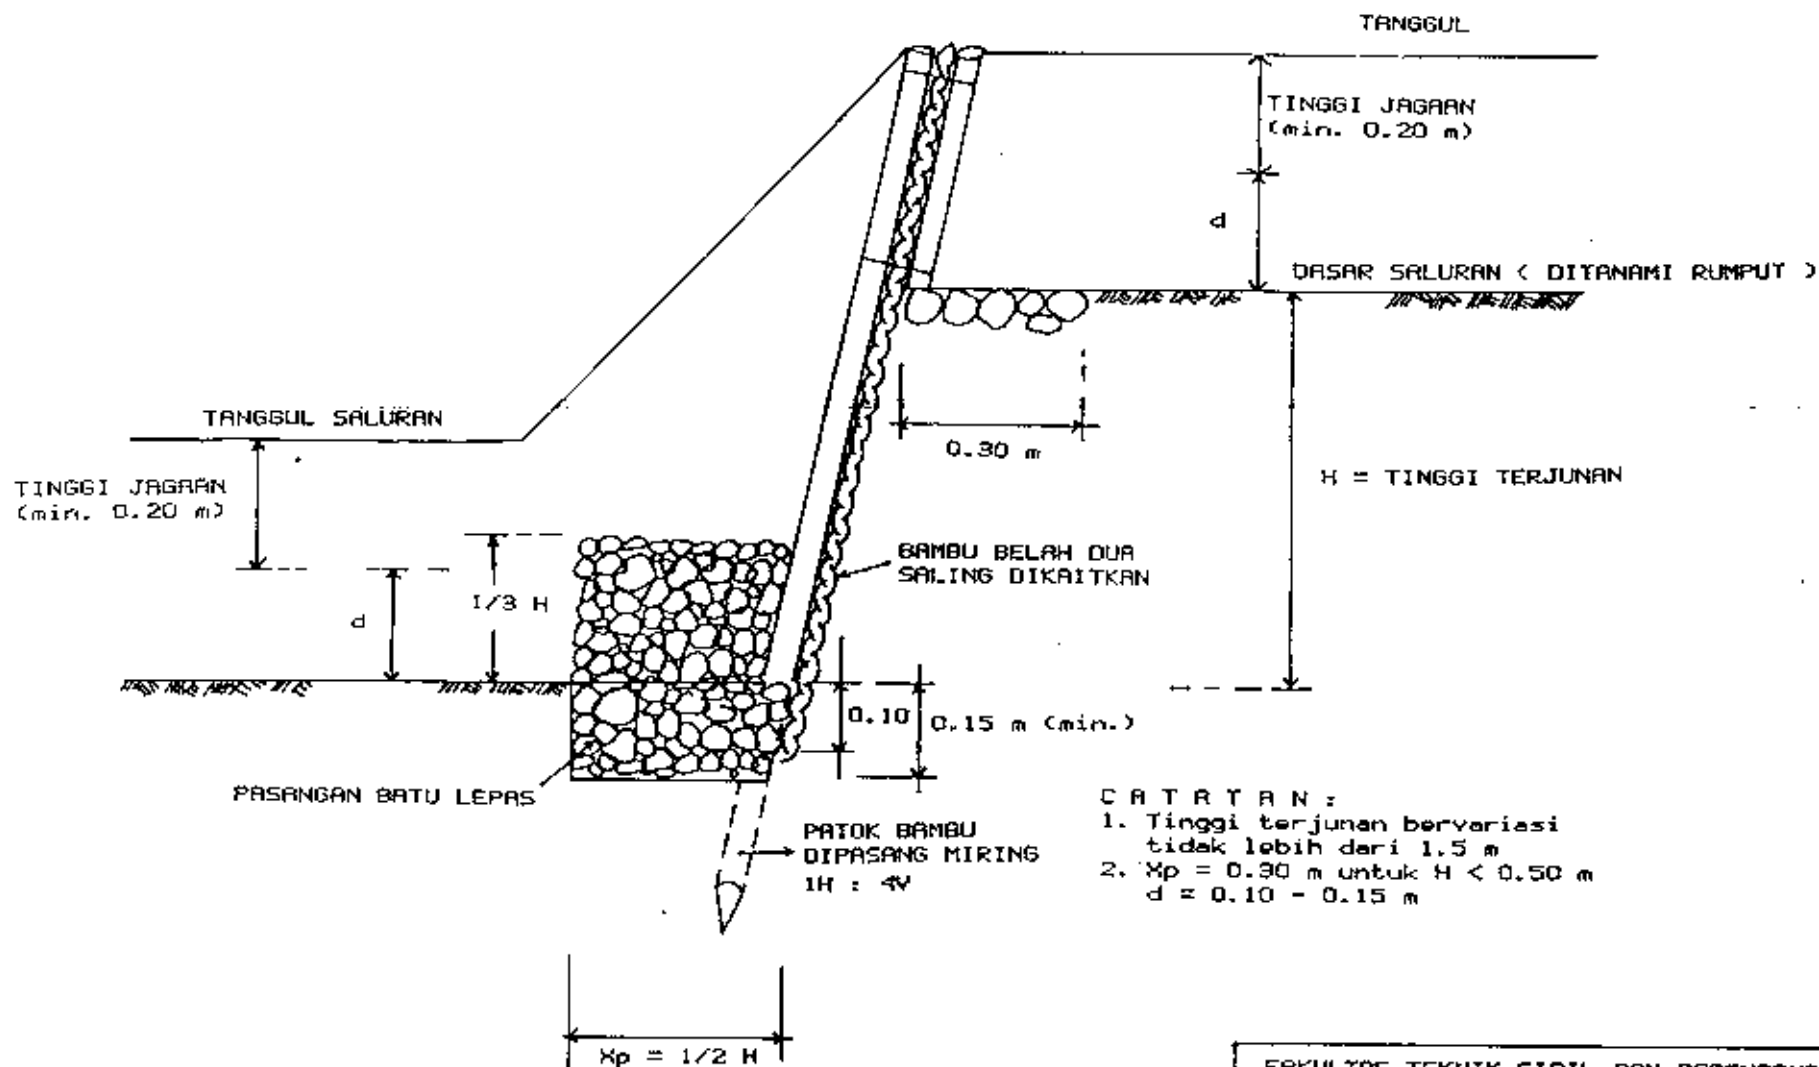 TANGGUL
TINGGI JAGAAN
(min. 0.20 m)
d
DASAR SALURAN ( DITANAMI RUMPUT )
TANGGUL SALURAN
0.30 m
H = TINGGI TERJUNAN
TINGGI JAGAAN
(min. 0.20 m)
BAMBU BELAH DUA
SALING DIKAITKAN
1/3 H
d
0.10
0.15 m (min.)
PASANGAN BATU LEPAS
PATOK BAMBU
DIPASANG MIRING
1H : 4V
C A T A T A N :
1. Tinggi terjunan bervariasi
tidak lebih dari 1.5 m
2. Xp = 0.30 m untuk H < 0.50 m
d = 0.10 - 0.15 m
Xp = 1/2 H
TEKNIK SIPIL DAN